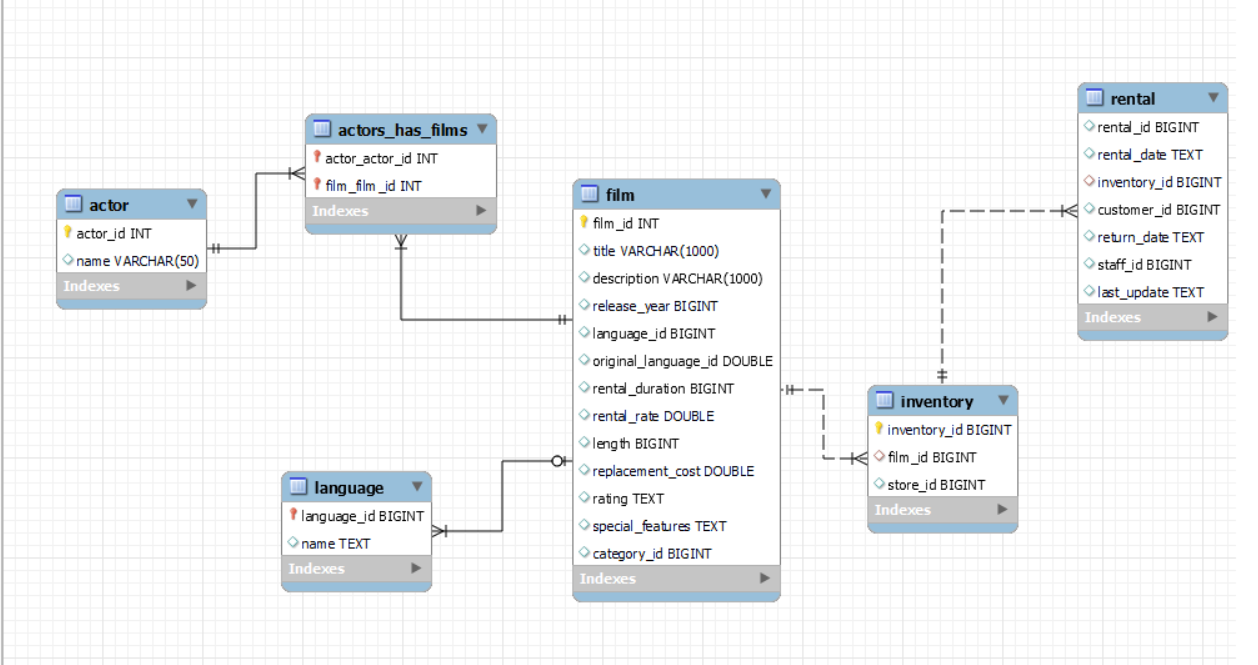 actor
actor_id INT
name VARCHAR(50)
Indexes
actors_has_films
actor_actor_id INT
film_film_id INT
Indexes
language
language_id BIGINT
name TEXT
Indexes
film
film_id INT
title VARCHAR(1000)
description VARCHAR(1000)
release_year BIGINT
language_id BIGINT
original_language_id DOUBLE
rental_duration BIGINT
rental_rate DOUBLE
length BIGINT
replacement_cost DOUBLE
rating TEXT
special_features TEXT
category_id BIGINT
Indexes
inventory
inventory_id BIGINT
film_id BIGINT
store_id BIGINT
Indexes
rental
rental_id BIGINT
rental_date TEXT
inventory_id BIGINT
customer_id BIGINT
return_date TEXT
staff_id BIGINT
last_update TEXT
Indexes